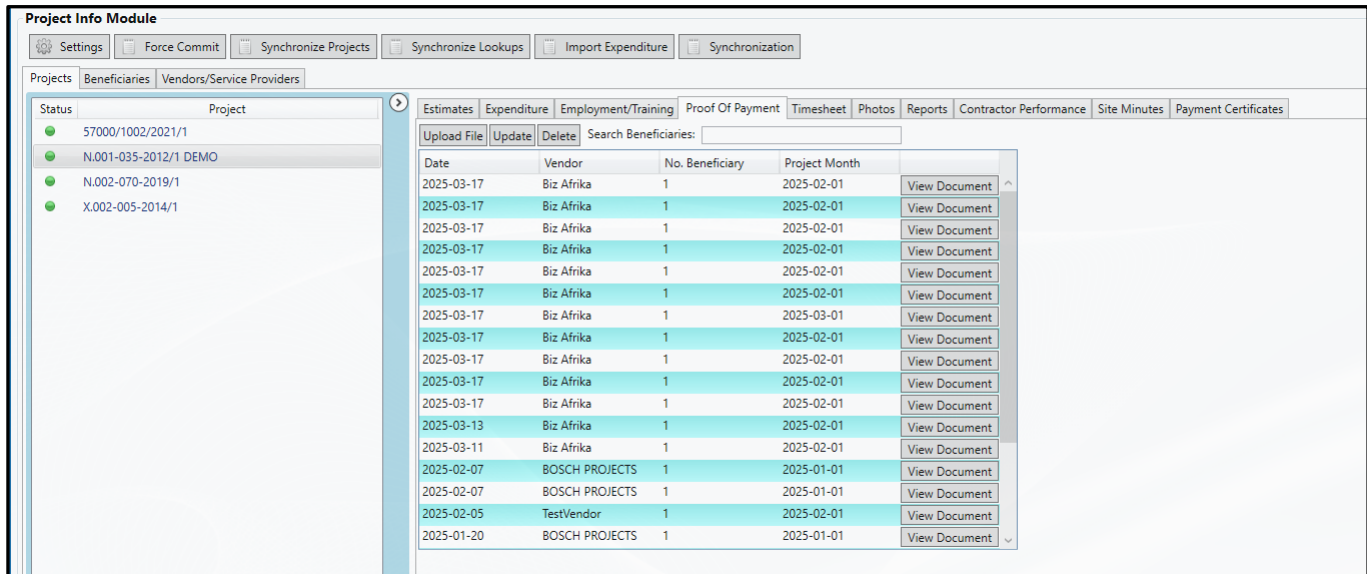 Project Info Module
Settings Force Commit Synchronize Projects Synchronize Lookups Import Expenditure Synchronization
Projects Beneficiaries Vendors/Service Providers
Status Project
57000/1002/2021/1
N.001-035-2012/1 DEMO
N.002-070-2019/1
X.002-005-2014/1
Estimates Expenditure Employment/Training Proof Of Payment Timesheet Photos Reports Contractor Performance Site Minutes Payment Certificates
Upload File Update Delete Search Beneficiaries:
Date Vendor No. Beneficiary Project Month
2025-03-17 Biz Afrika 1 2025-02-01 View Document
2025-03-17 Biz Afrika 1 2025-02-01 View Document
2025-03-17 Biz Afrika 1 2025-02-01 View Document
2025-03-17 Biz Afrika 1 2025-02-01 View Document
2025-03-17 Biz Afrika 1 2025-02-01 View Document
2025-03-17 Biz Afrika 1 2025-02-01 View Document
2025-03-17 Biz Afrika 1 2025-03-01 View Document
2025-03-17 Biz Afrika 1 2025-02-01 View Document
2025-03-17 Biz Afrika 1 2025-02-01 View Document
2025-03-17 Biz Afrika 1 2025-02-01 View Document
2025-03-17 Biz Afrika 1 2025-02-01 View Document
2025-03-13 Biz Afrika 1 2025-02-01 View Document
2025-03-11 Biz Afrika 1 2025-02-01 View Document
2025-02-07 BOSCH PROJECTS 1 2025-01-01 View Document
2025-02-07 BOSCH PROJECTS 1 2025-01-01 View Document
2025-02-05 TestVendor 1 2025-02-01 View Document
2025-01-20 BOSCH PROJECTS 1 2025-01-01 View Document